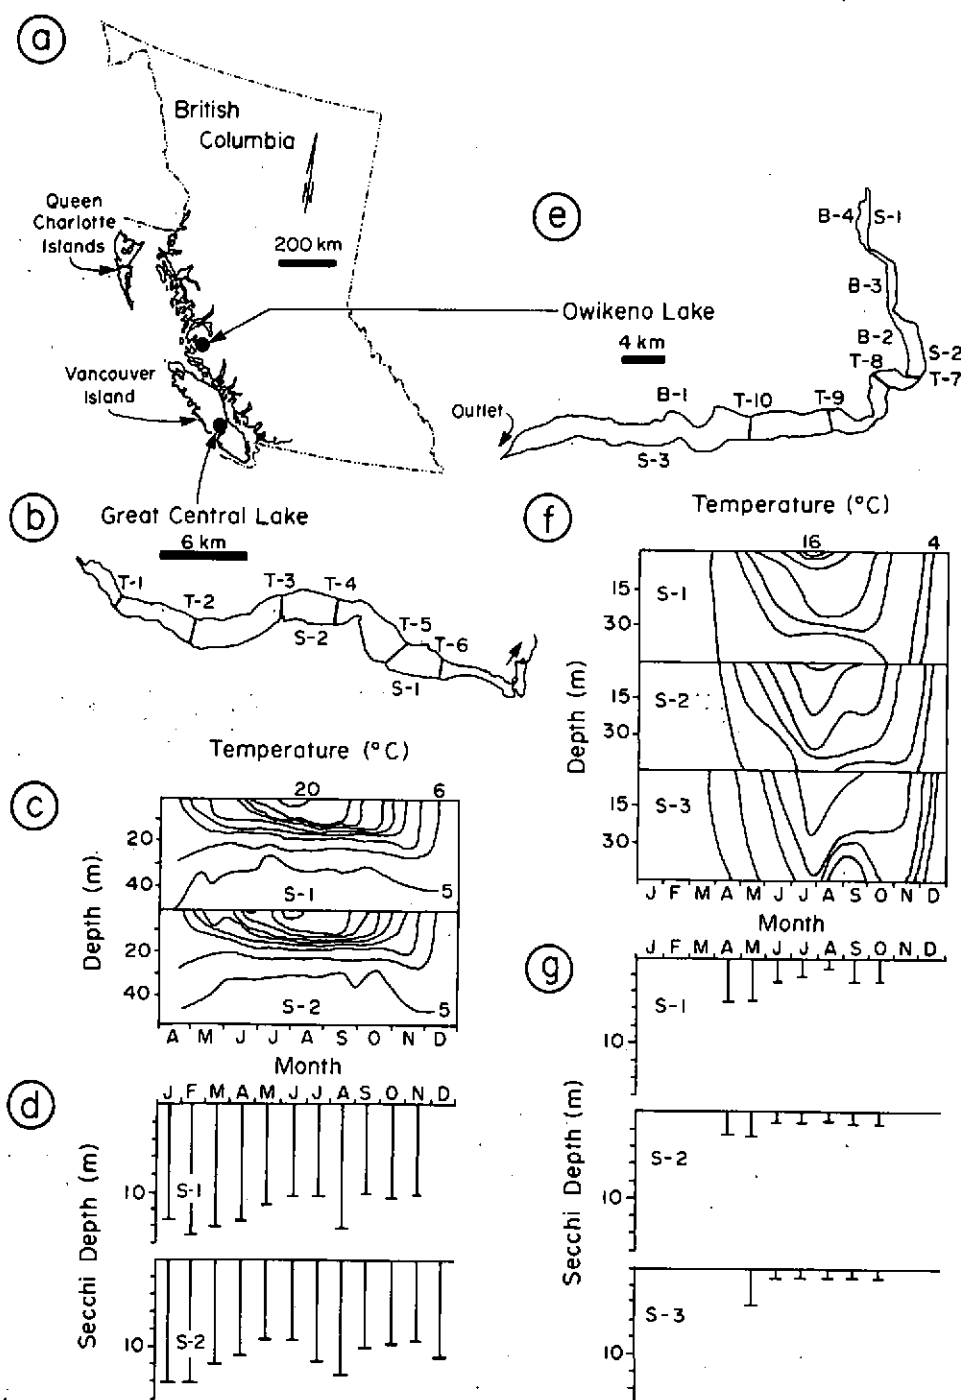 a
British
Columbia
Queen
Charlotte
Islands
200 km
Owikeno Lake
Vancouver
Island
Great Central Lake
e
B-4
S-1
B-3
B-2
4 km
S-2
T-8
T-7
B-1
T-10
T-9
Outlet
S-3
b
6 km
T-1
T-2
T-3
T-4
S-2
T-5
T-6
S-1
c
Temperature (°C)
20
6
20
40
S-1
5
20
40
S-2
5
Depth (m)
A M J J A S O N D
Month
d
J F M A M J J A S O N D
10
S-1
10
S-2
Secchi Depth (m)
f
Temperature (°C)
16
4
15
30
S-1
15
30
S-2
15
30
S-3
Depth (m)
J F M A M J J A S O N D
Month
g
J F M A M J J A S O N D
S-1
10
S-2
10
S-3
10
Secchi Depth (m)